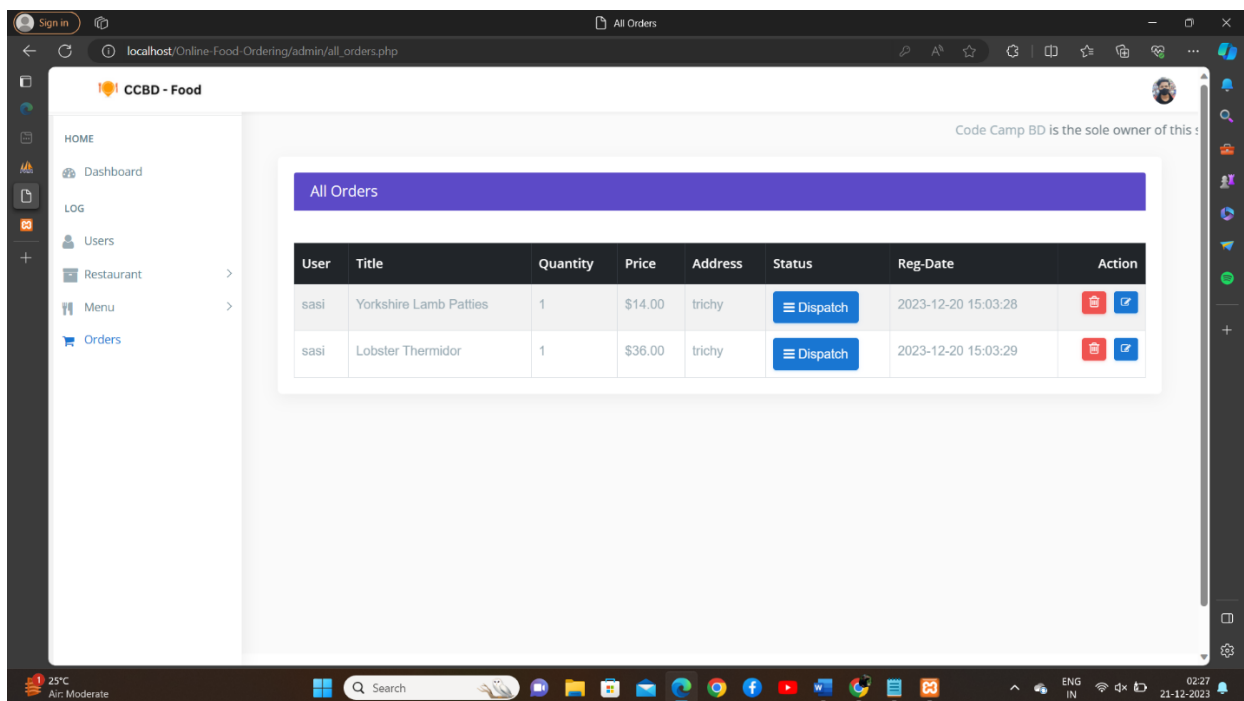 Sign in
All Orders
localhost/Online-Food-Ordering/admin/all_orders.php
CCBD - Food
Code Camp BD is the sole owner of this s
HOME
Dashboard
LOG
Users
Restaurant
Menu
Orders
All Orders
User Title Quantity Price Address Status Reg-Date Action
sasi Yorkshire Lamb Patties 1 $14.00 trichy Dispatch 2023-12-20 15:03:28
sasi Lobster Thermidor 1 $36.00 trichy Dispatch 2023-12-20 15:03:29
1
25°C
Air: Moderate
Search
ENG
IN
02:27
21-12-2023